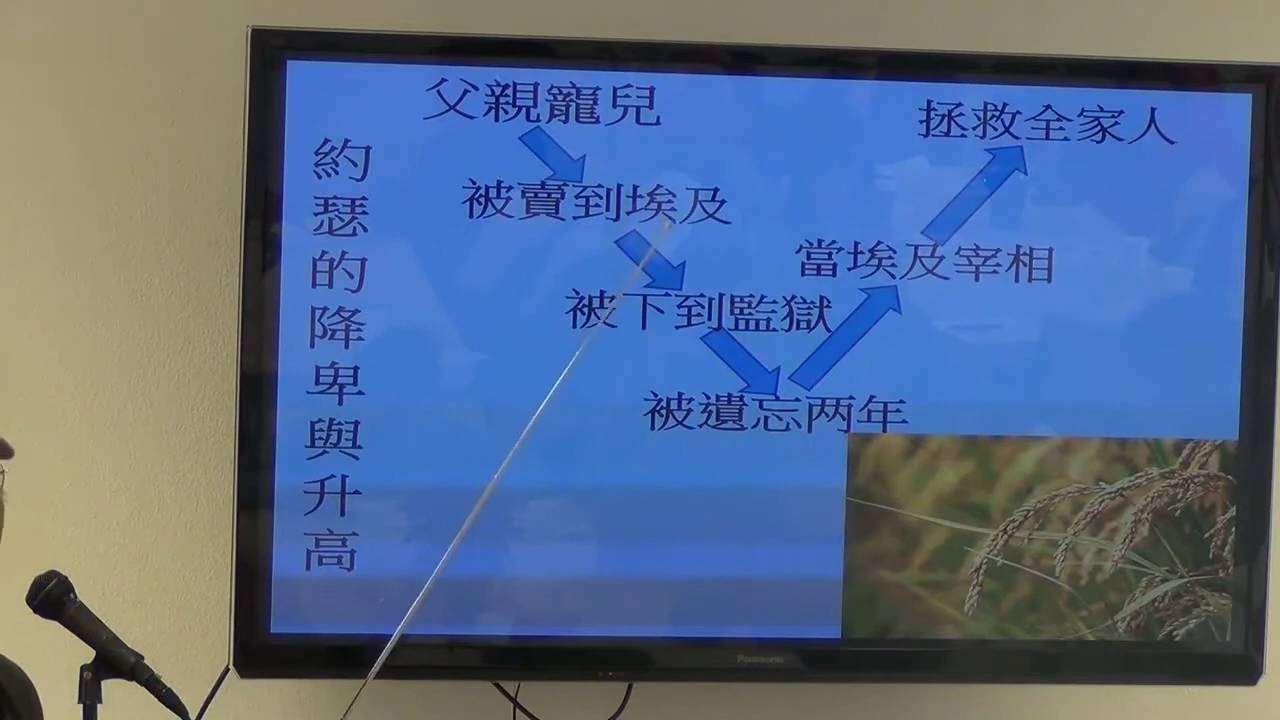 約瑟的降卑與升高
父親寵兒
被賣到埃及
被下到監獄
被遺忘两年
當埃及宰相
拯救全家人
Panasonic